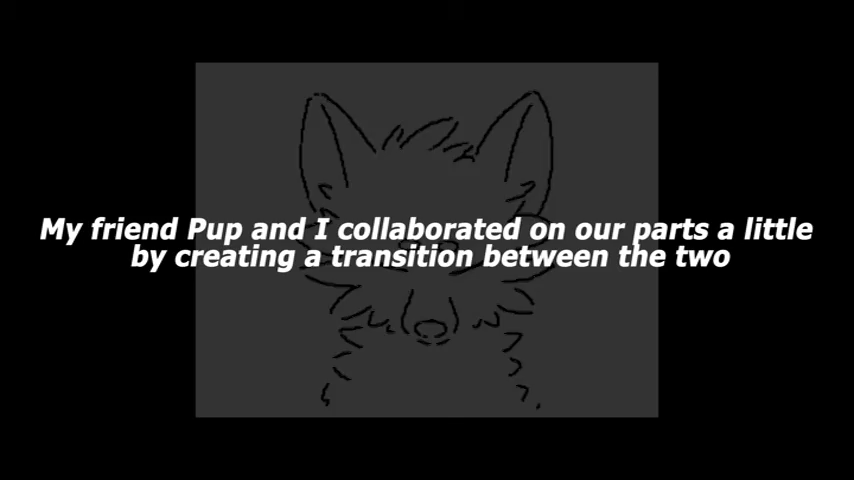 My friend Pup and I collaborated on our parts a little
by creating a transition between the two